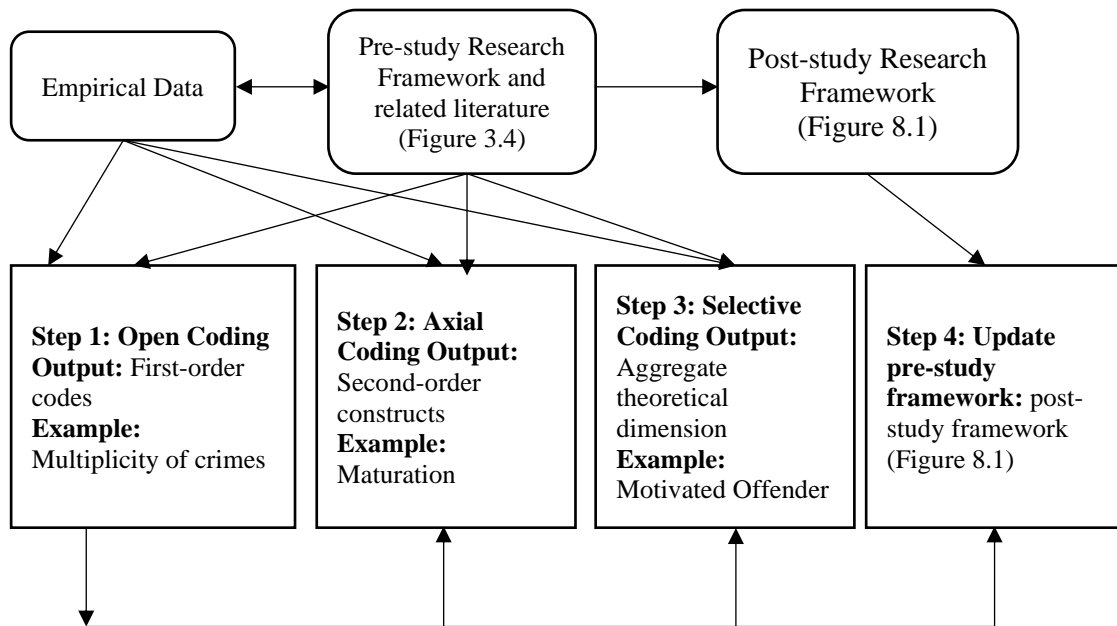 Empirical Data
Pre-study Research
Framework and
related literature
(Figure 3.4)
Post-study Research
Framework
(Figure 8.1)
Step 1: Open Coding
Output: First-order
codes
Example:
Multiplicity of crimes
Step 2: Axial
Coding Output:
Second-order
constructs
Example:
Maturation
Step 3: Selective
Coding Output:
Aggregate
theoretical
dimension
Example:
Motivated Offender
Step 4: Update
pre-study
framework: post-
study framework
(Figure 8.1)